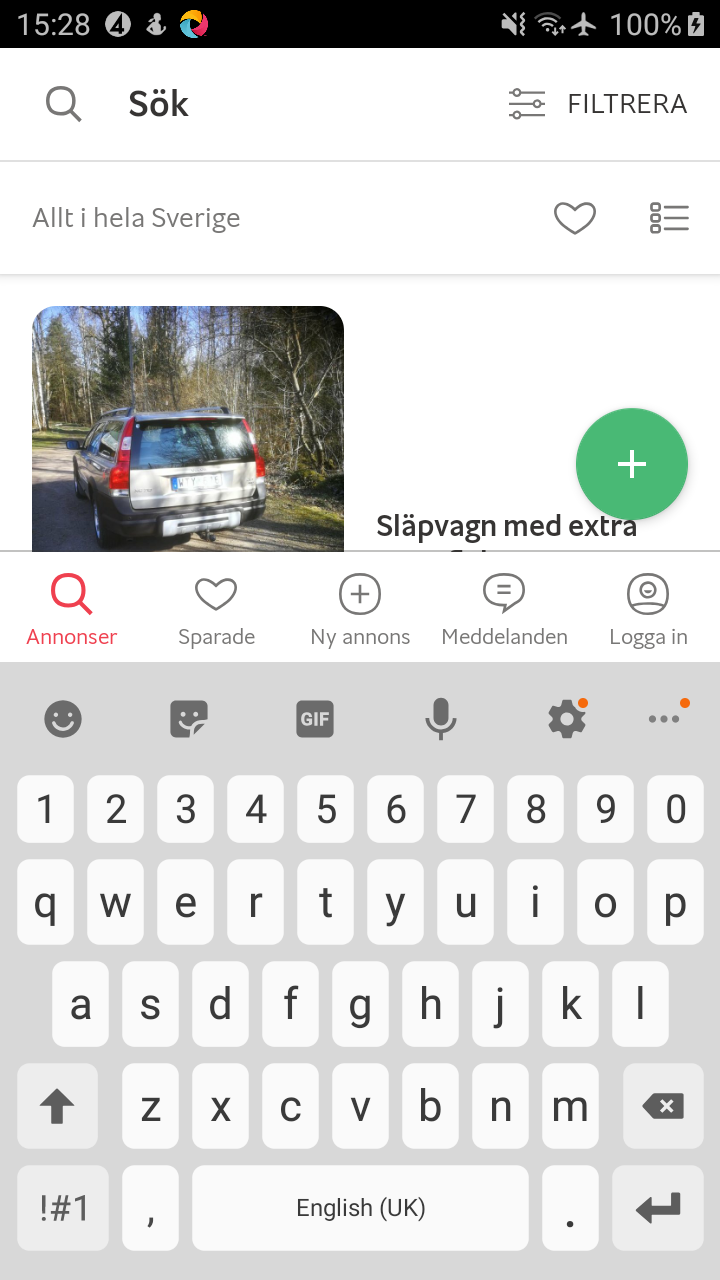 15:28 100%
Sök FILTRERA
Allt i hela Sverige
Släpvagn med extra
Annonser Sparade Ny annons Meddelanden Logga in
GIF
1 2 3 4 5 6 7 8 9 0
q w e r t y u i o p
a s d f g h j k l
z x c v b n m
!#1 , English (UK) .